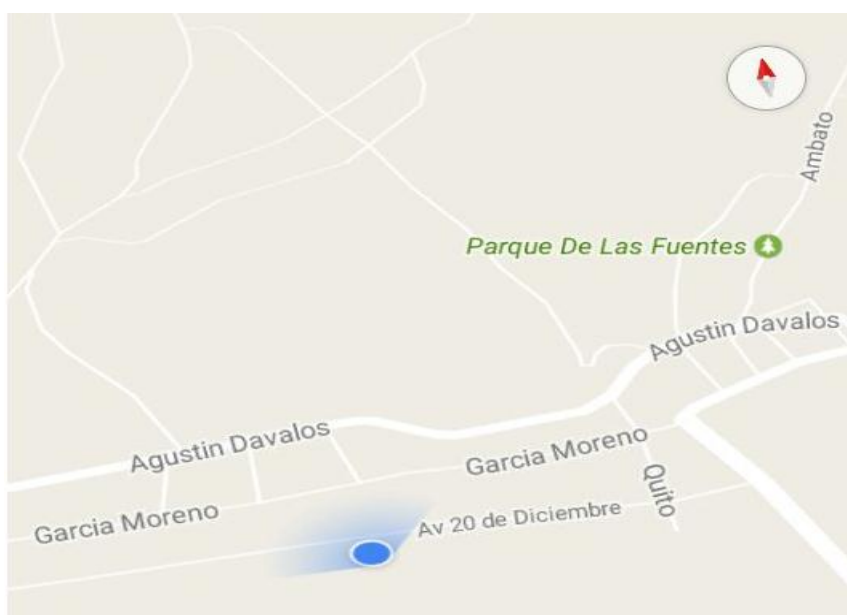 Ambato
Parque De Las Fuentes
Agustin Davalos
Agustin Davalos
Garcia Moreno
Quito
Garcia Moreno
Av 20 de Diciembre